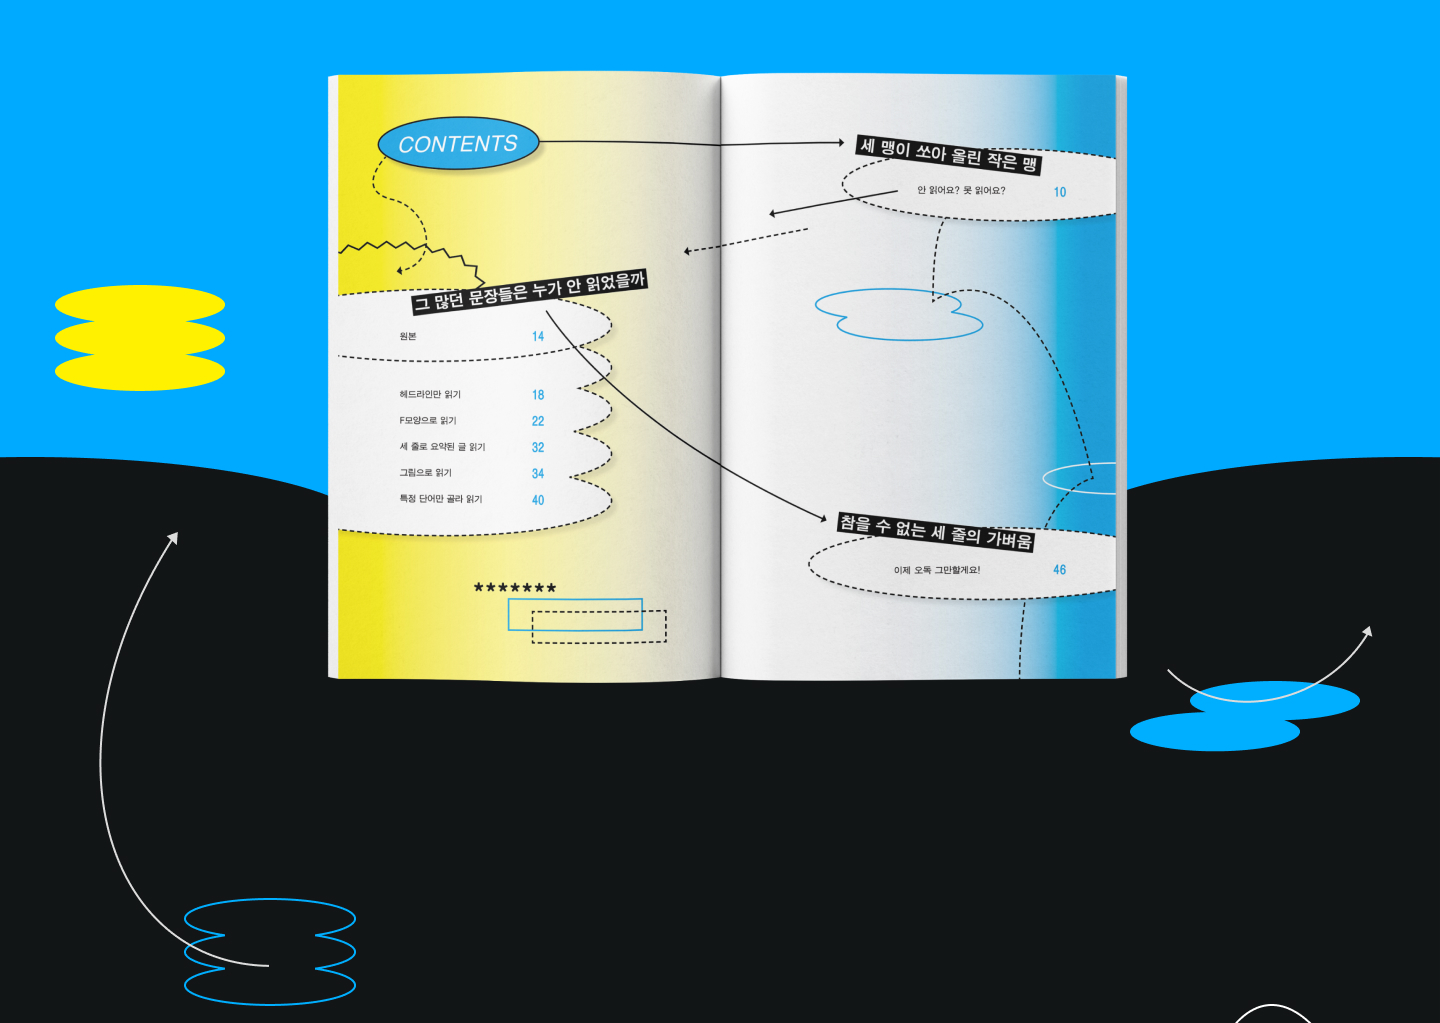 CONTENTS
세 맹이 쏘아 올린 작은 맹
안 읽어요? 못 읽어요? 10
그 많던 문장들은 누가 안 읽었을까
원본 14
헤드라인만 읽기 18
F모양으로 읽기 22
세 줄로 요약된 글 읽기 32
그림으로 읽기 34
특정 단어만 골라 읽기 40
참을 수 없는 세 줄의 가벼움
이제 오독 그만할게요! 46
*******